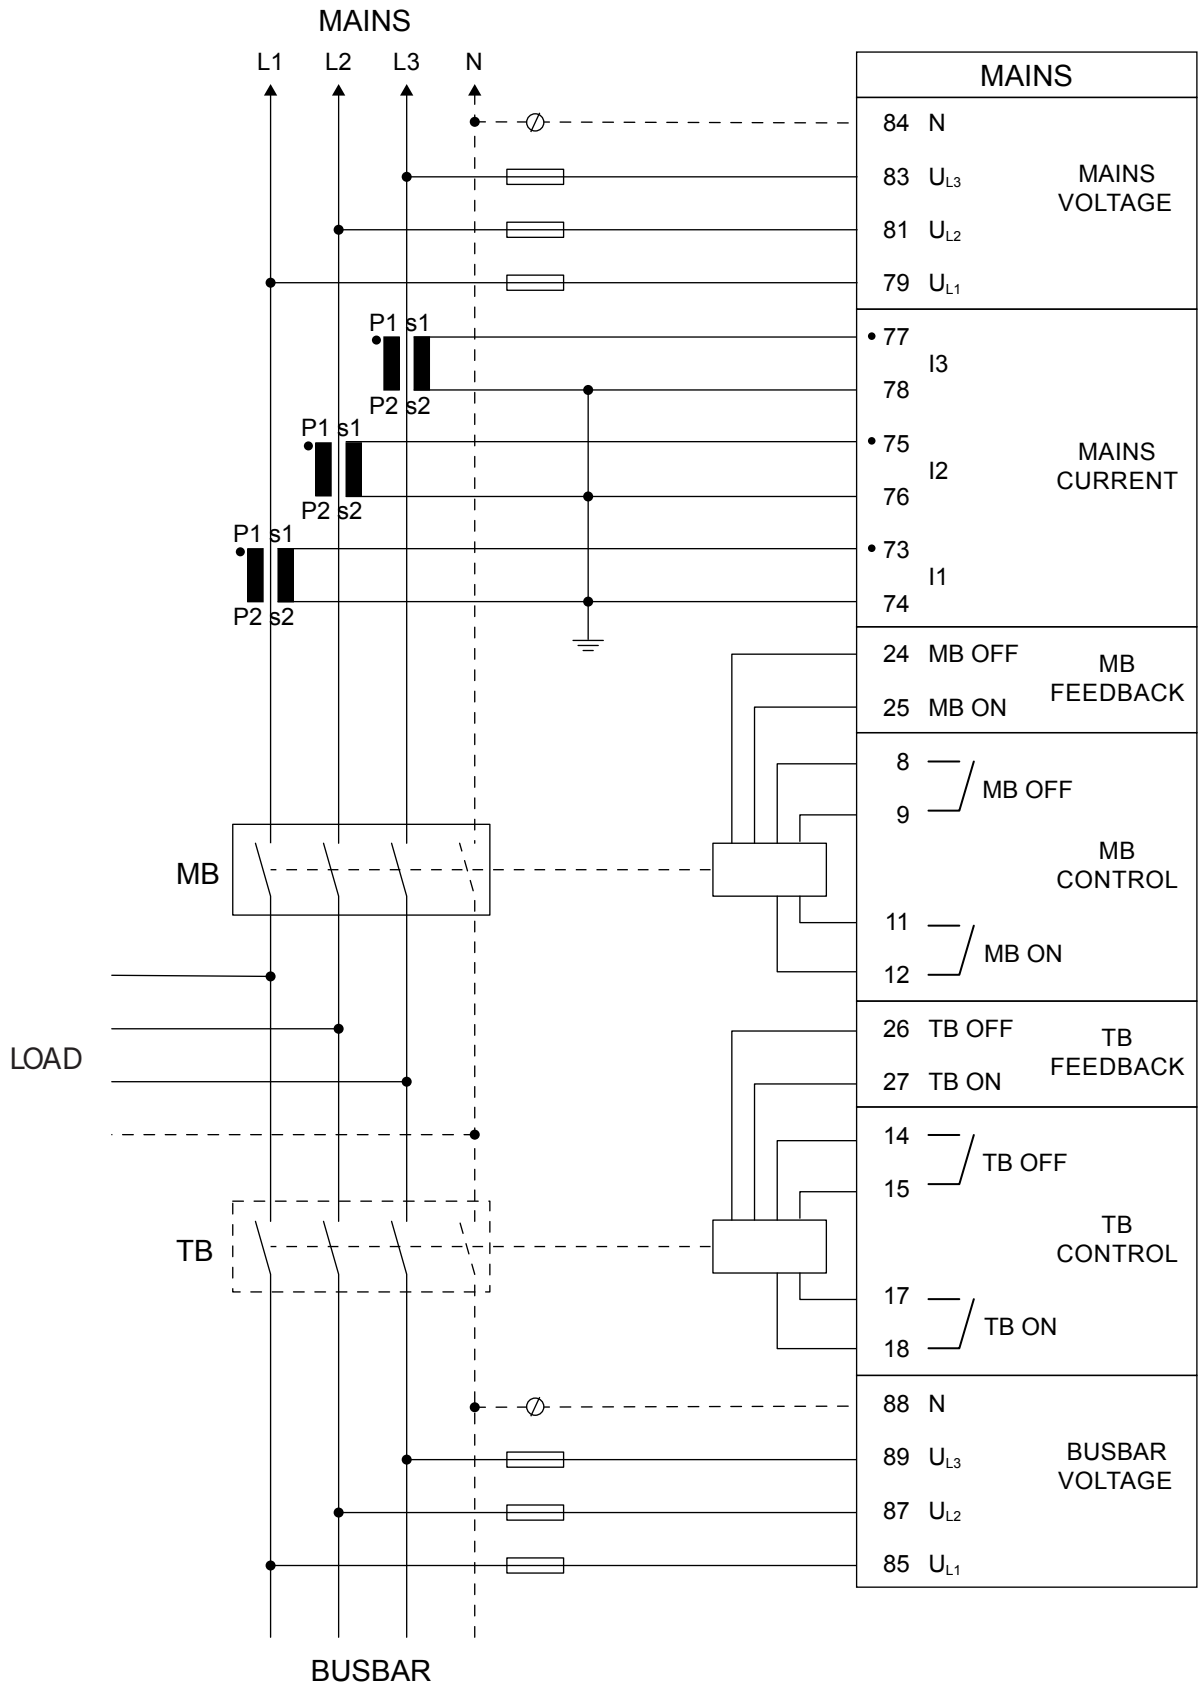 MAINS
L1 L2 L3 N
MAINS
84 N
83 UL3
81 UL2
79 UL1
MAINS
VOLTAGE
P1 s1
P2 s2
P1 s1
P2 s2
P1 s1
P2 s2
• 77
I3
78
• 75
I2
76
• 73
I1
74
MAINS
CURRENT
24 MB OFF
25 MB ON
MB
FEEDBACK
8
MB OFF
9
MB
CONTROL
11
MB ON
12
MB
LOAD
26 TB OFF
27 TB ON
TB
FEEDBACK
14
TB OFF
15
TB
CONTROL
17
TB ON
18
TB
88 N
89 UL3
87 UL2
85 UL1
BUSBAR
VOLTAGE
BUSBAR